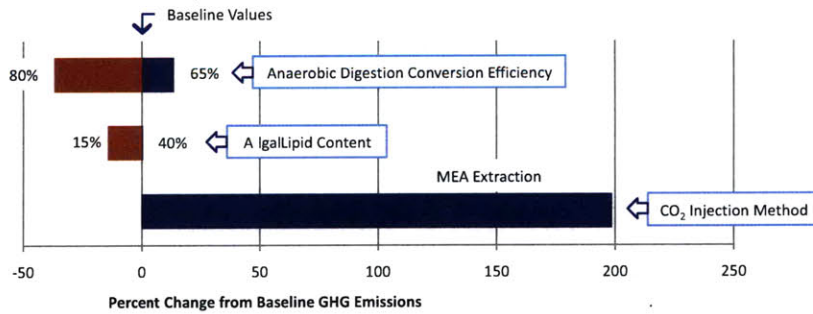 Baseline Values
80%
65%
Anaerobic Digestion Conversion Efficiency
15%
40%
A lgalLipid Content
MEA Extraction
CO₂ Injection Method
-50 0 50 100 150 200 250
Percent Change from Baseline GHG Emissions